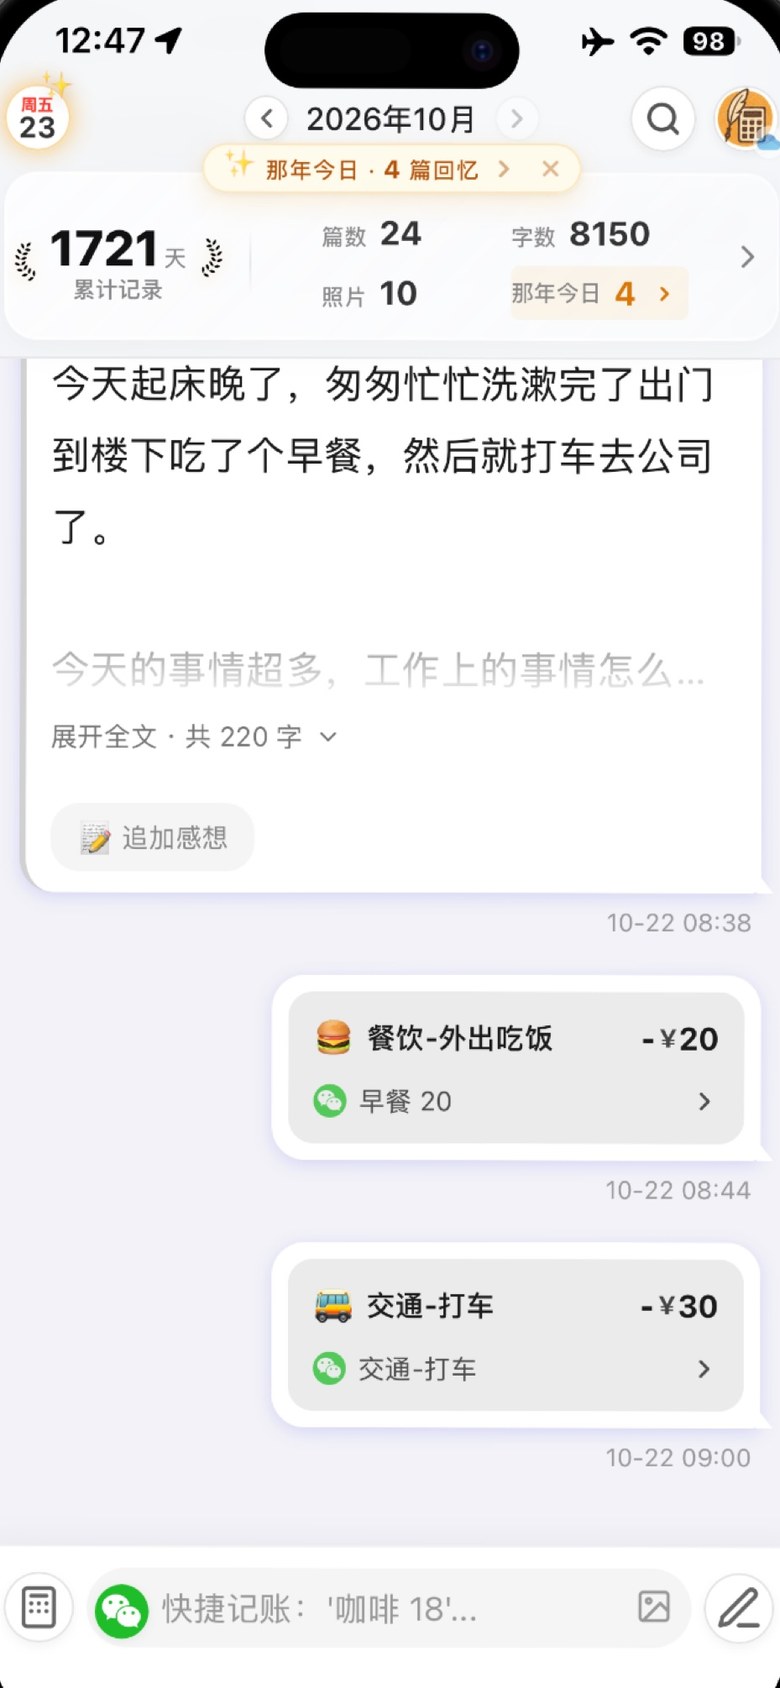 12:47
98
周五
23
2026年10月
那年今日 · 4 篇回忆
1721 天
累计记录
篇数 24
字数 8150
照片 10
那年今日 4
今天起床晚了，匆匆忙忙洗漱完了出门
到楼下吃了个早餐，然后就打车去公司
了。
今天的事情超多，工作上的事情怎么...
展开全文 · 共 220 字
追加感想
10-22 08:38
餐饮-外出吃饭 -¥20
早餐 20
10-22 08:44
交通-打车 -¥30
交通-打车
10-22 09:00
快捷记账：'咖啡 18'...